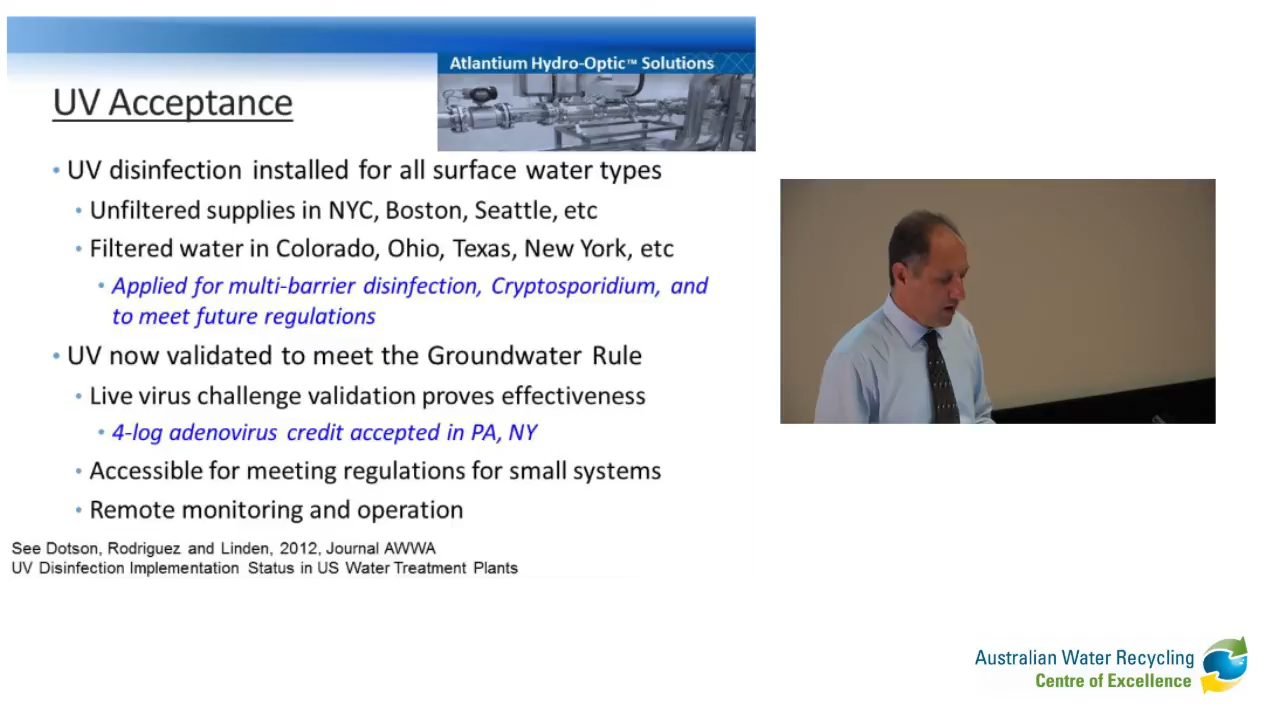 Atlantium Hydro-Optic™ Solutions
UV Acceptance
• UV disinfection installed for all surface water types
• Unfiltered supplies in NYC, Boston, Seattle, etc
• Filtered water in Colorado, Ohio, Texas, New York, etc
• Applied for multi-barrier disinfection, Cryptosporidium, and
to meet future regulations
• UV now validated to meet the Groundwater Rule
• Live virus challenge validation proves effectiveness
• 4-log adenovirus credit accepted in PA, NY
• Accessible for meeting regulations for small systems
• Remote monitoring and operation
See Dotson, Rodriguez and Linden, 2012, Journal AWWA
UV Disinfection Implementation Status in US Water Treatment Plants
Australian Water Recycling
Centre of Excellence